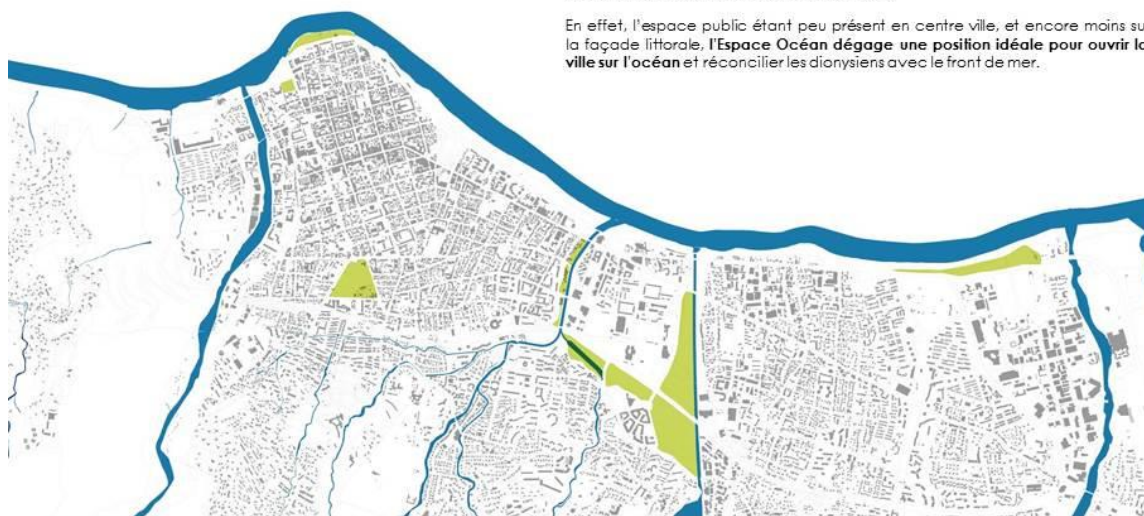 En effet, l'espace public étant peu présent en centre ville, et encore moins su
la façade littorale, l'Espace Océan dégage une position idéale pour ouvrir la
ville sur l'océan et réconcilier les dionysiens avec le front de mer.